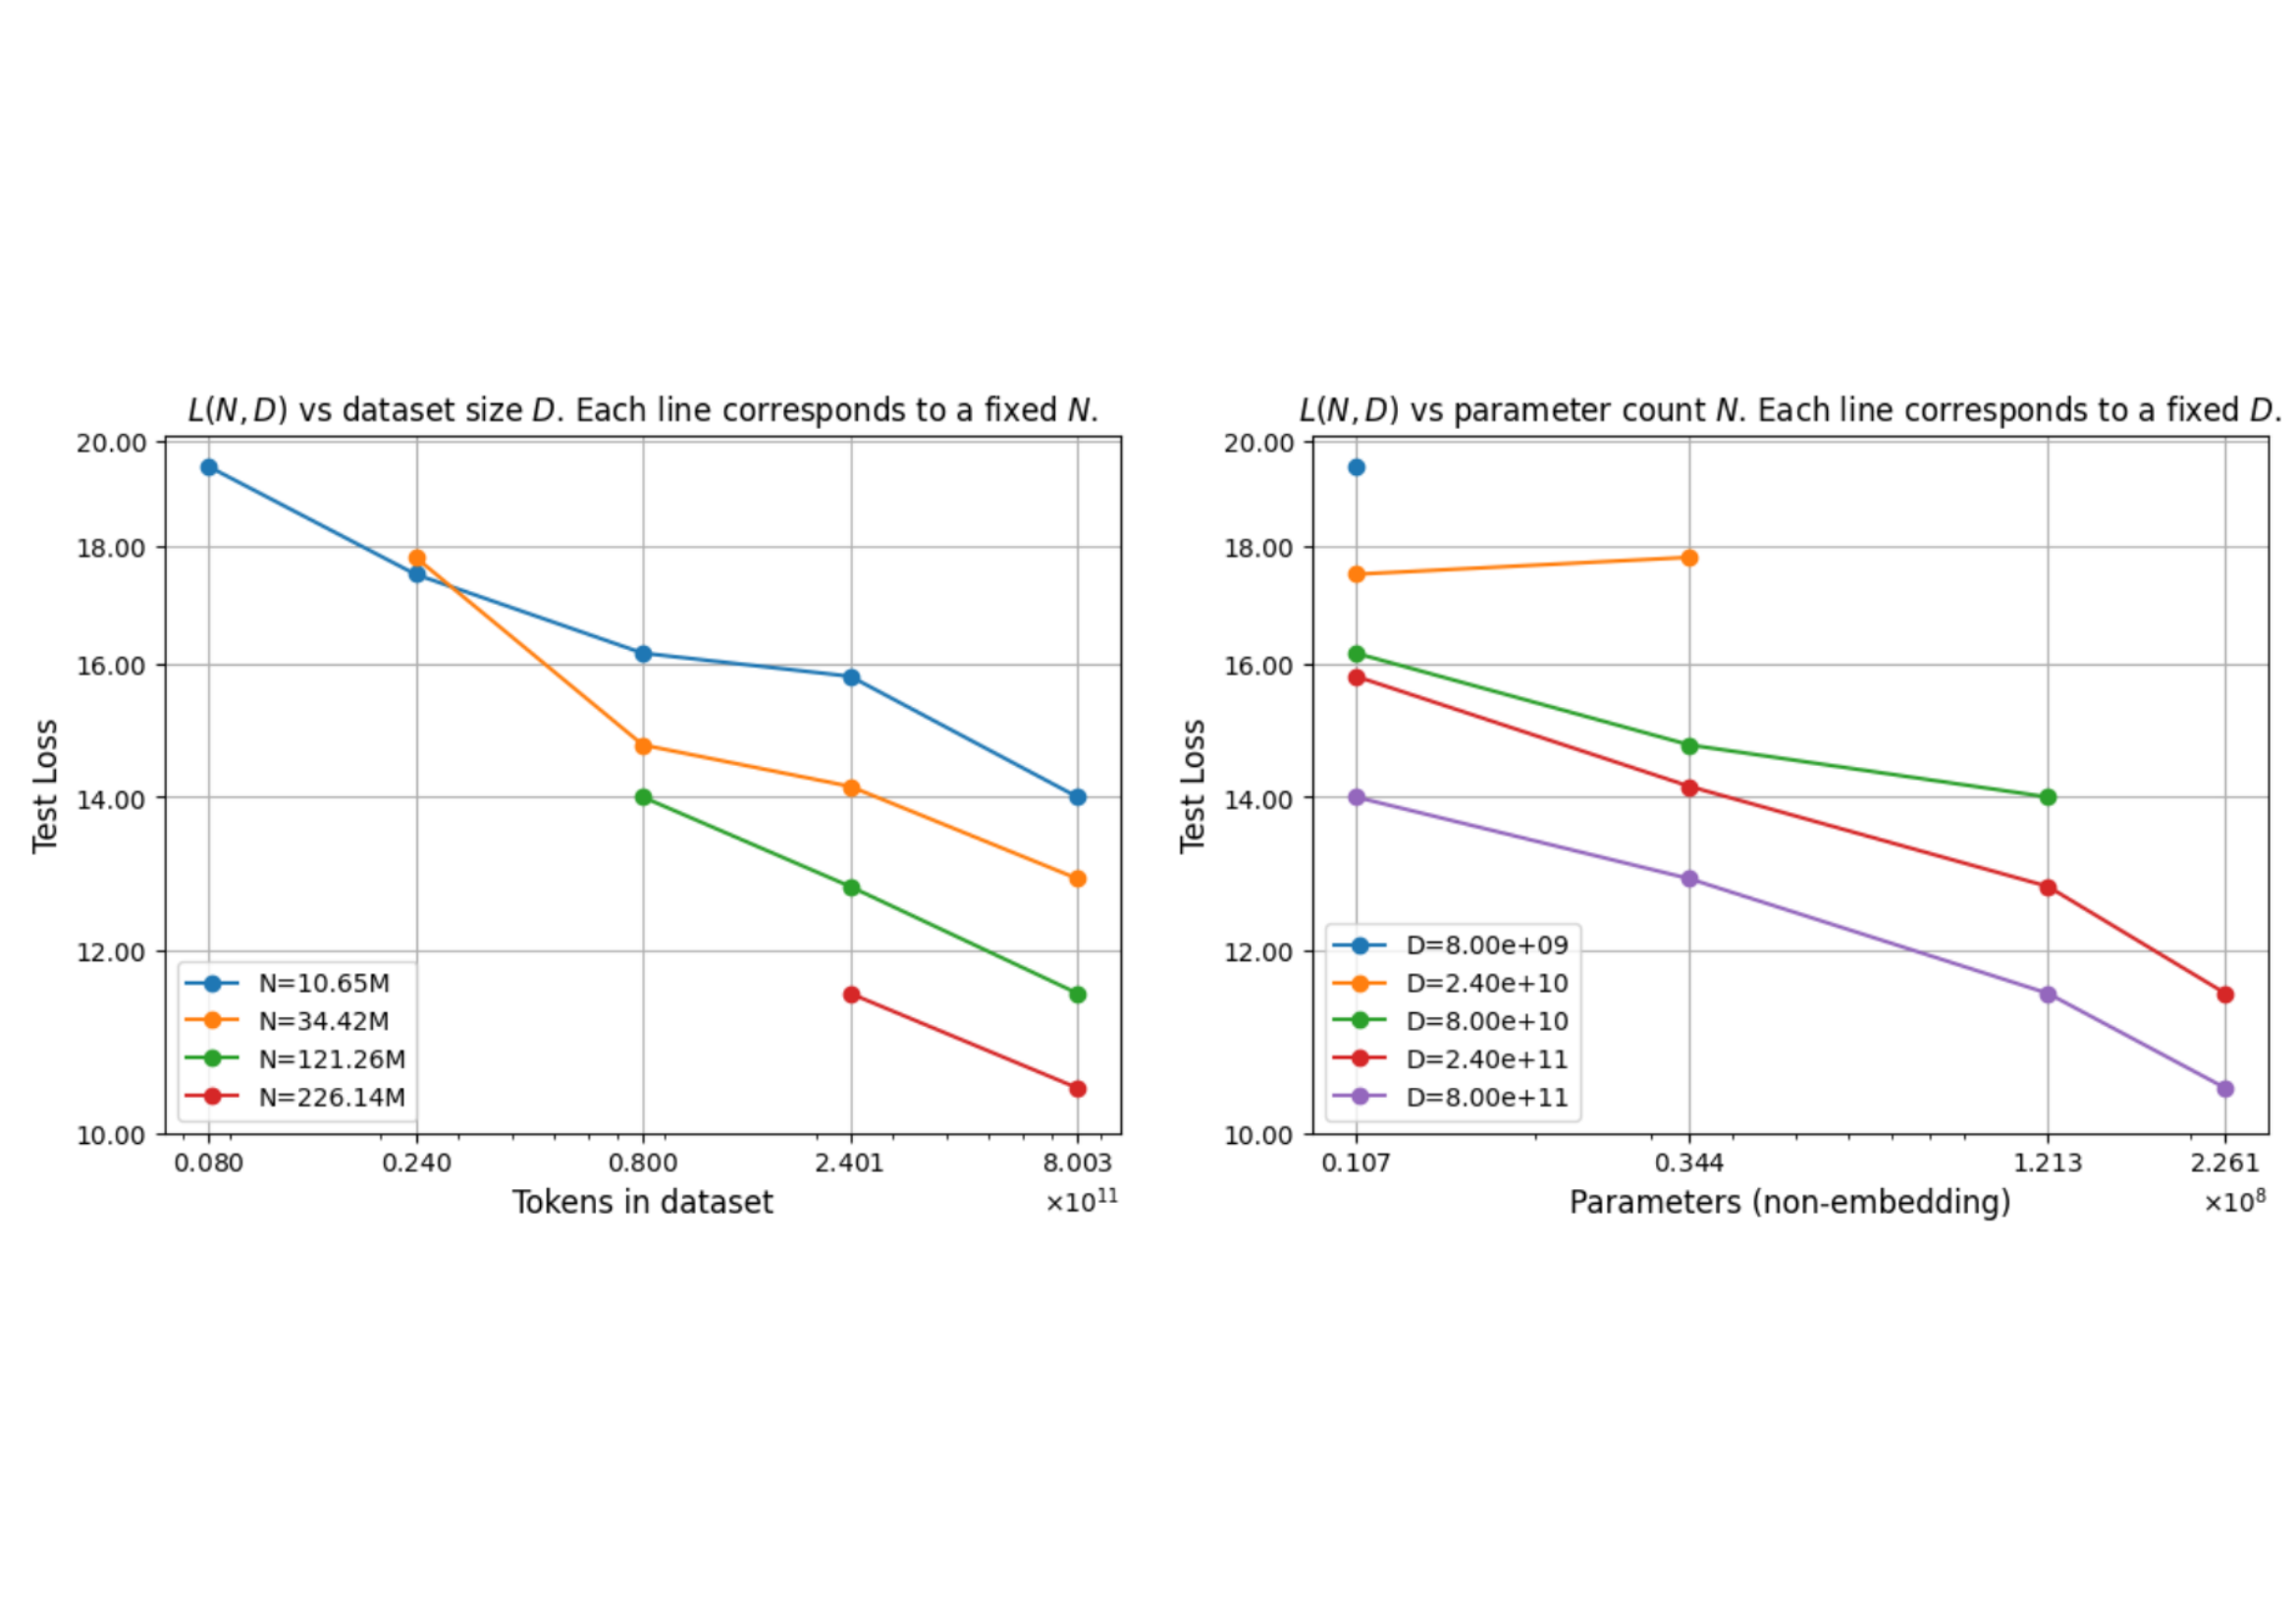 L(N, D) vs dataset size D. Each line corresponds to a fixed N.
20.00
18.00
16.00
14.00
12.00
10.00
Test Loss
N=10.65M
N=34.42M
N=121.26M
N=226.14M
0.080 0.240 0.800 2.401 8.003
Tokens in dataset
×10¹¹
L(N, D) vs parameter count N. Each line corresponds to a fixed D.
20.00
18.00
16.00
14.00
12.00
10.00
Test Loss
D=8.00e+09
D=2.40e+10
D=8.00e+10
D=2.40e+11
D=8.00e+11
0.107 0.344 1.213 2.261
Parameters (non-embedding)
×10⁸